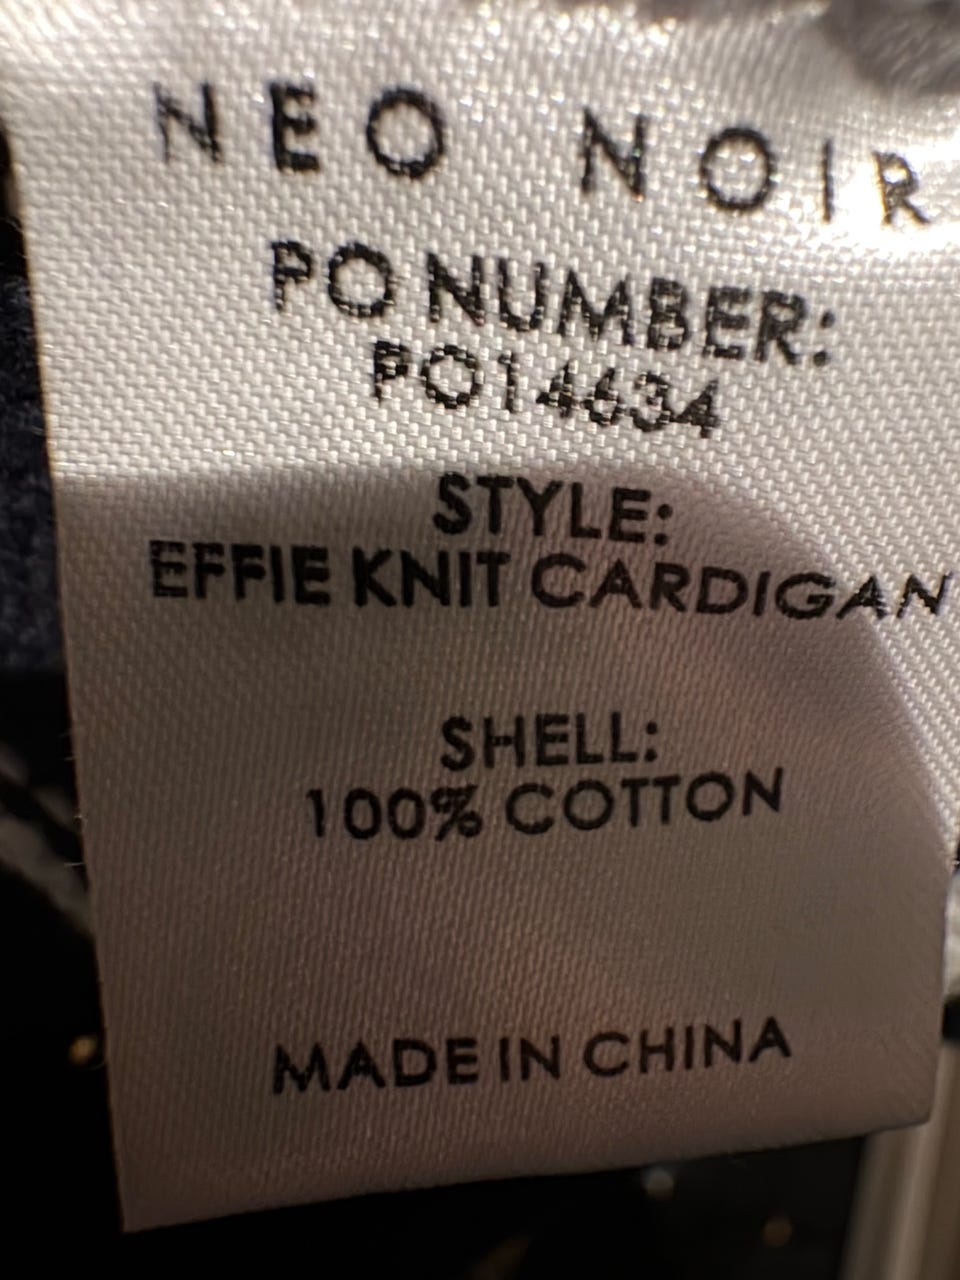 NEO NOIR
PO NUMBER:
PO14634
STYLE:
EFFIE KNIT CARDIGAN
SHELL:
100% COTTON
MADE IN CHINA